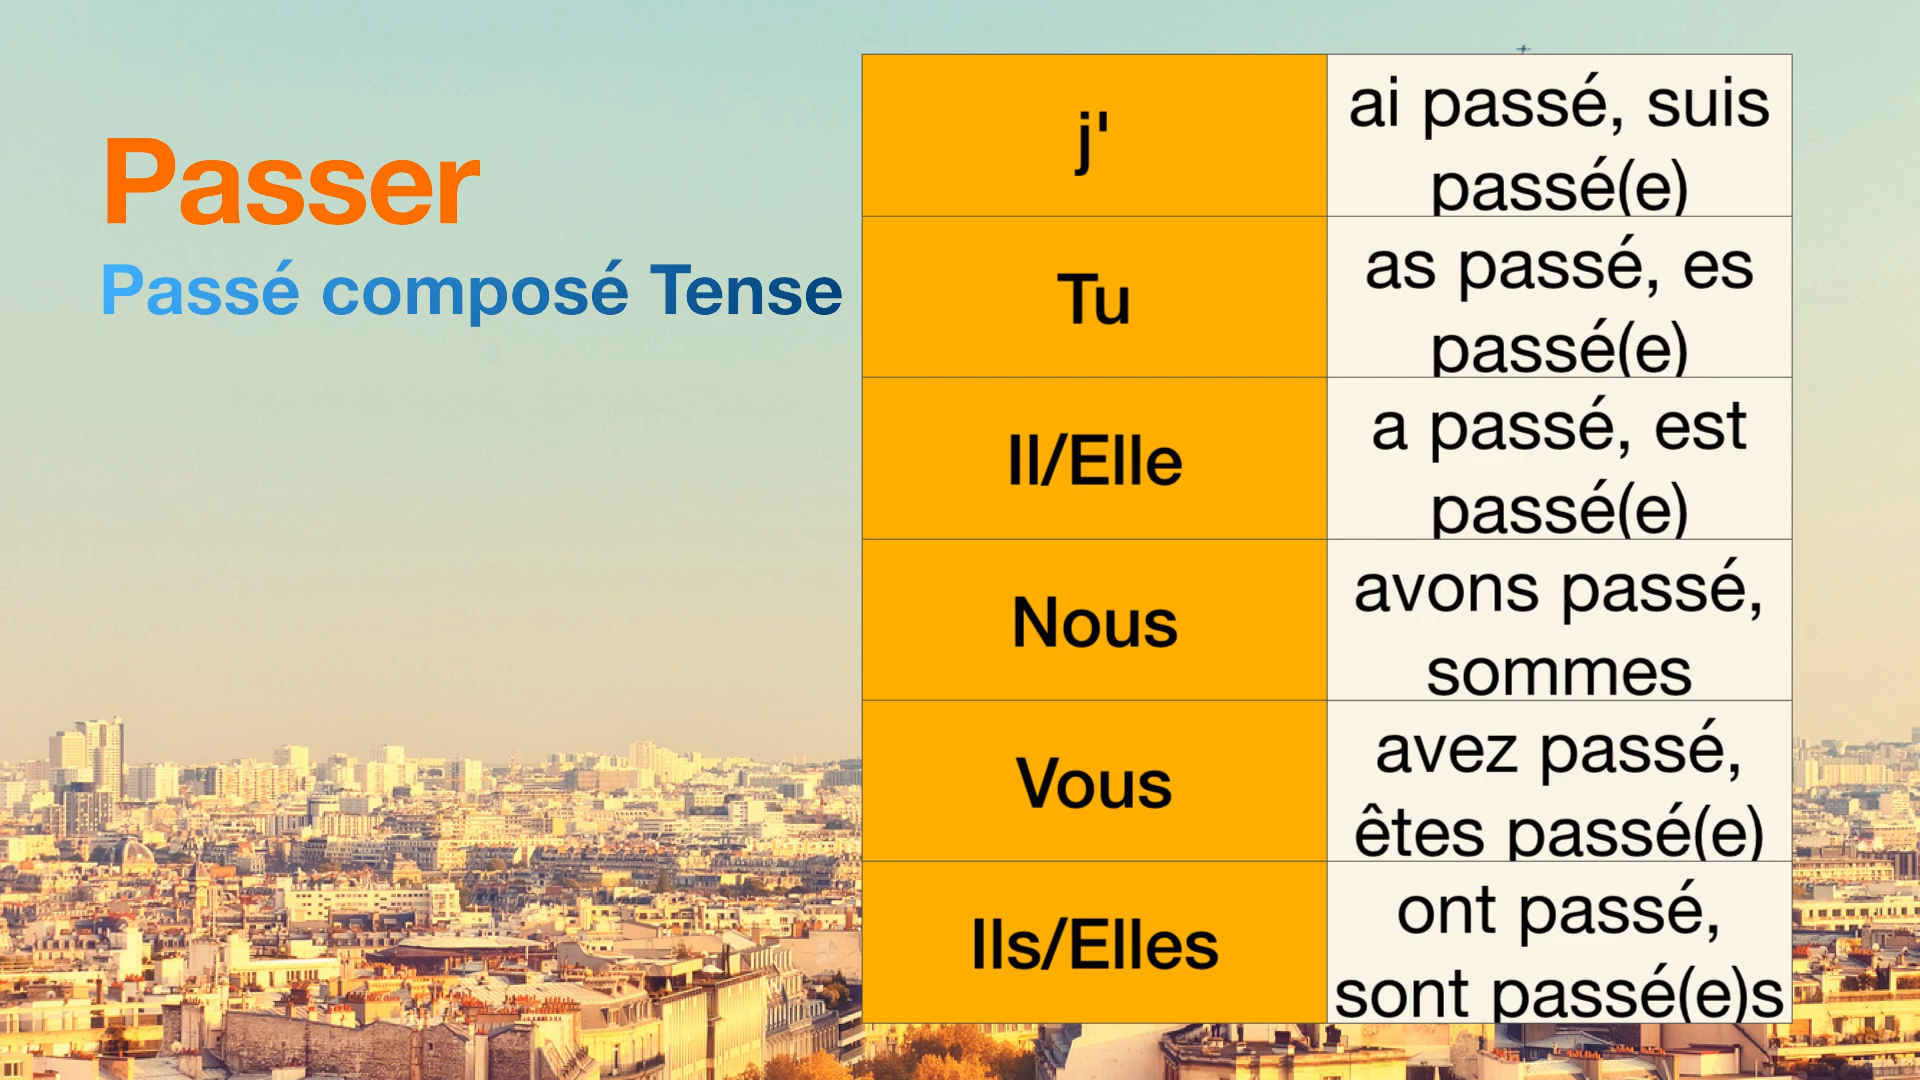 Passer
Passé composé Tense
j'
ai passé, suis
passé(e)
Tu
as passé, es
passé(e)
Il/Elle
a passé, est
passé(e)
Nous
avons passé,
sommes
Vous
avez passé,
êtes passé(e)
Ils/Elles
ont passé,
sont passé(e)s